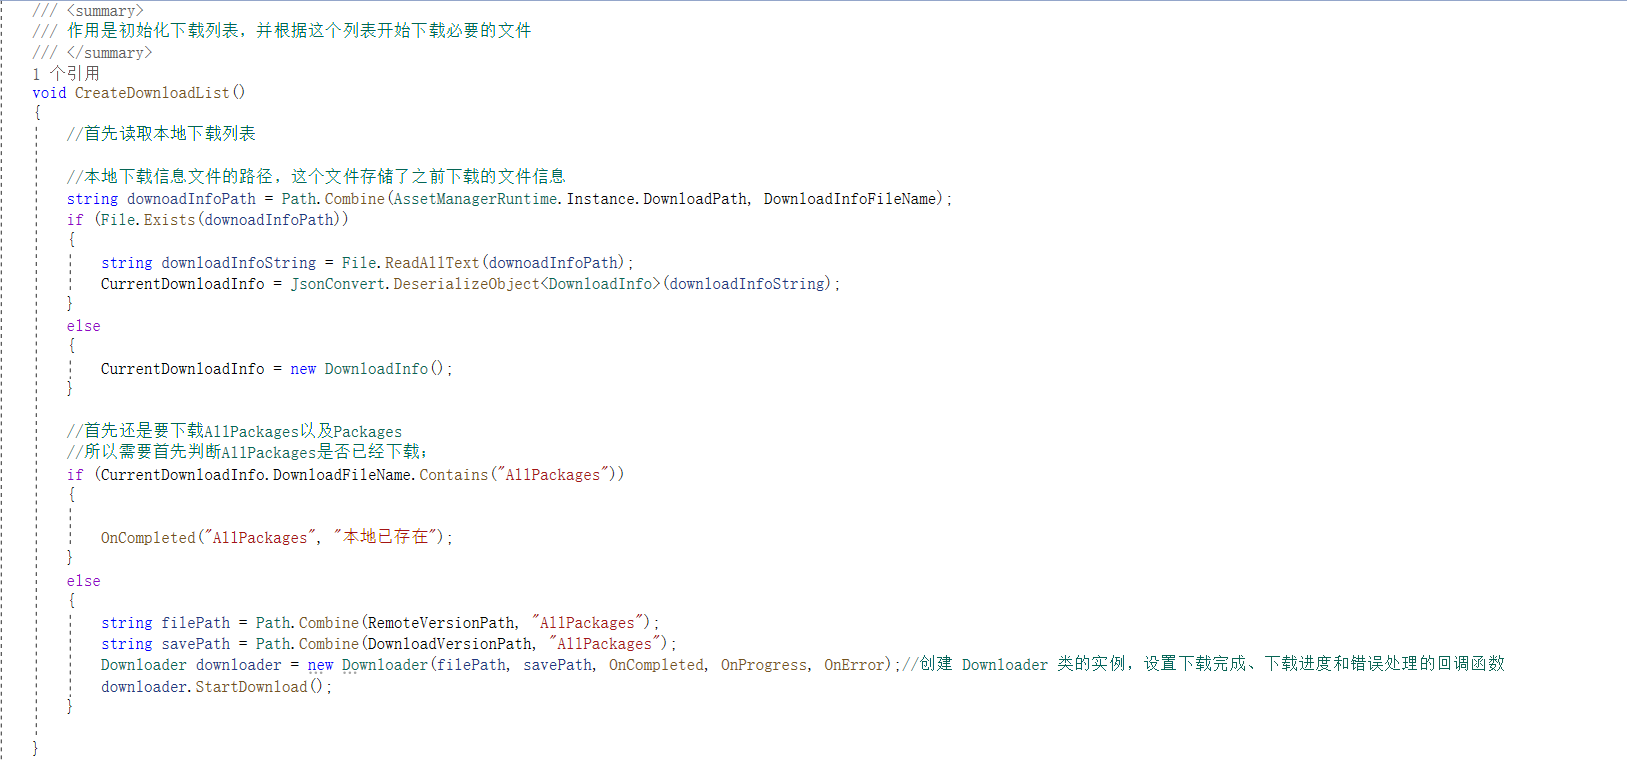 /// <summary>
/// 作用是初始化下载列表，并根据这个列表开始下载必要的文件
/// </summary>
1 个引用
void CreateDownloadList()
{
//首先读取本地下载列表
//本地下载信息文件的路径，这个文件存储了之前下载的文件信息
string downoadInfoPath = Path.Combine(AssetManagerRuntime.Instance.DownloadPath, DownloadInfoFileName);
if (File.Exists(downoadInfoPath))
{
string downloadInfoString = File.ReadAllText(downoadInfoPath);
CurrentDownloadInfo = JsonConvert.DeserializeObject<DownloadInfo>(downloadInfoString);
}
else
{
CurrentDownloadInfo = new DownloadInfo();
}
//首先还是要下载AllPackages以及Packages
//所以需要首先判断AllPackages是否已经下载；
if (CurrentDownloadInfo.DownloadFileName.Contains("AllPackages"))
{
OnCompleted("AllPackages", "本地已存在");
}
else
{
string filePath = Path.Combine(RemoteVersionPath, "AllPackages");
string savePath = Path.Combine(DownloadVersionPath, "AllPackages");
Downloader downloader = new Downloader(filePath, savePath, OnCompleted, OnProgress, OnError);//创建 Downloader 类的实例，设置下载完成、下载进度和错误处理的回调函数
downloader.StartDownload();
}
}